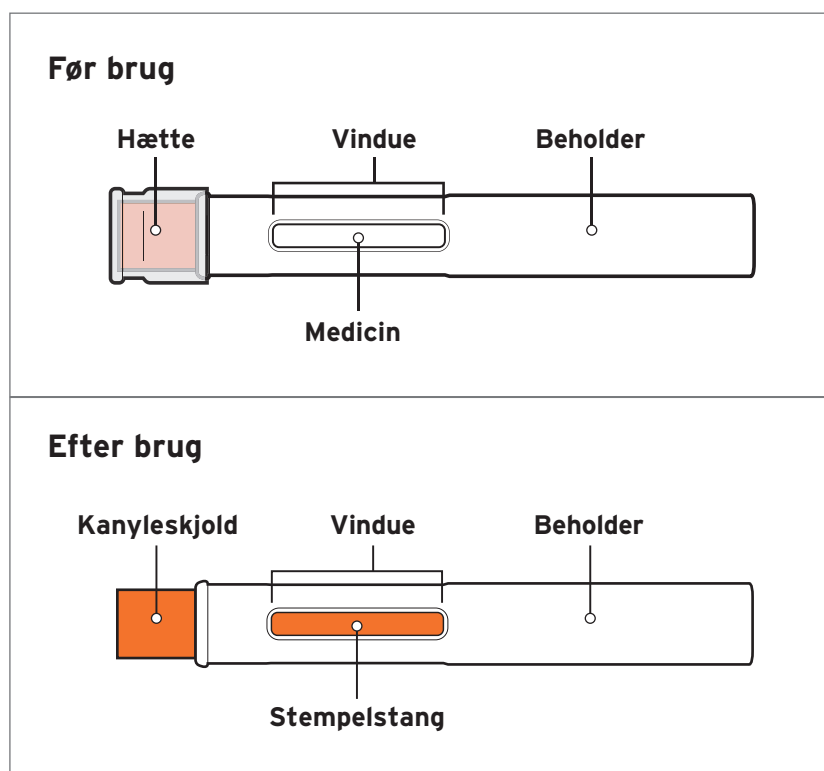 Før brug
Hætte Vindue Beholder
Medicin
Efter brug
Kanyleskjold Vindue Beholder
Stempelstang